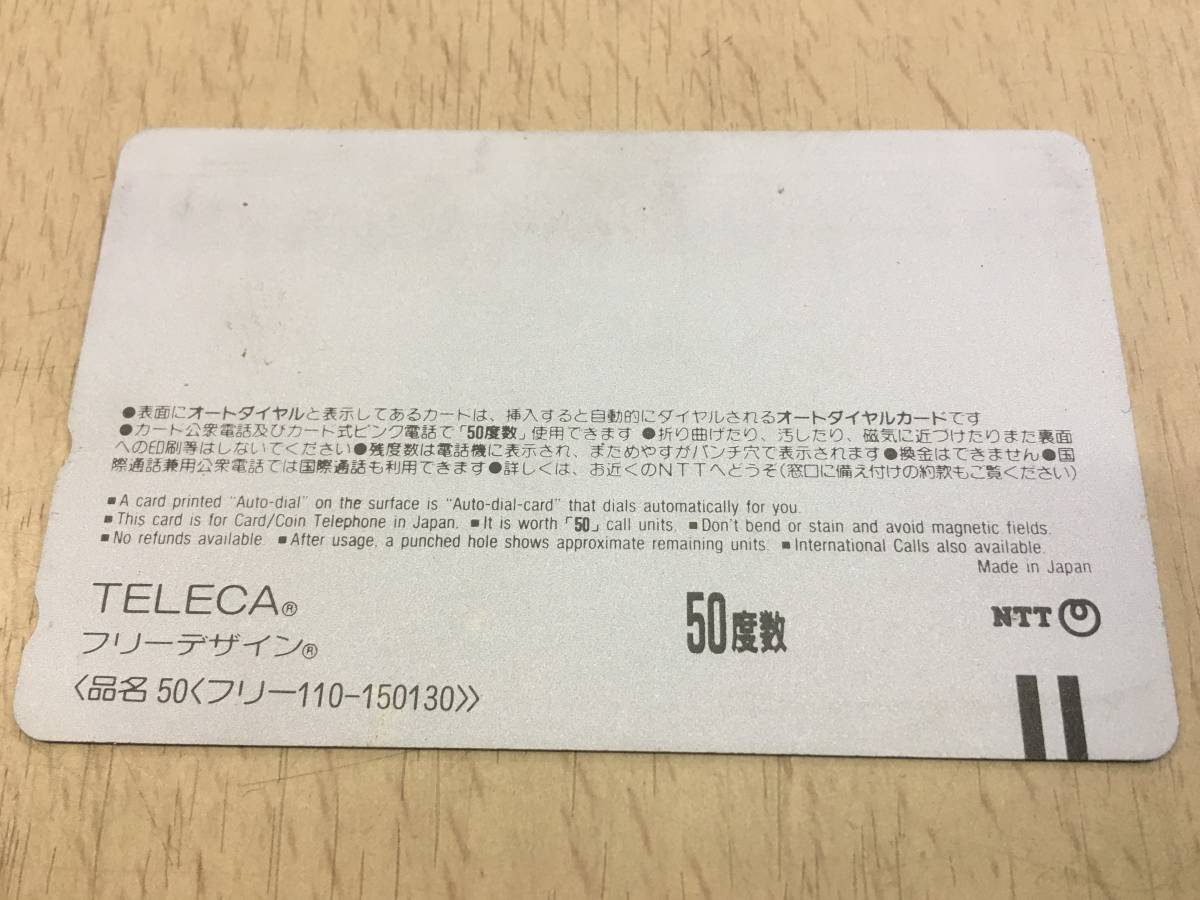 ●表面にオートダイヤルと表示してあるカードは、挿入すると自動的にダイヤルされるオートダイヤルカードです
●カード公衆電話及びカード式ピンク電話で「50度数」使用できます ●折り曲げたり、汚したり、磁気に近づけたりまた裏面
への印刷等はしないでください●残度数は電話機に表示され、まためやすがパンチ穴で表示されます●換金はできません●国
際通話兼用公衆電話では国際通話も利用できます●詳しくは、お近くのNTTへどうぞ(窓口に備え付けの約款もご覧ください)
■A card printed "Auto-dial" on the surface is "Auto-dial-card" that dials automatically for you.
■This card is for Card/Coin Telephone in Japan. ■It is worth「50」call units. ■Don't bend or stain and avoid magnetic fields.
■No refunds available. ■After usage, a punched hole shows approximate remaining units. ■International Calls also available.
Made in Japan
TELECA®
フリーデザイン®
〈品名 50〈フリー110-150130〉〉
50度数
NTT